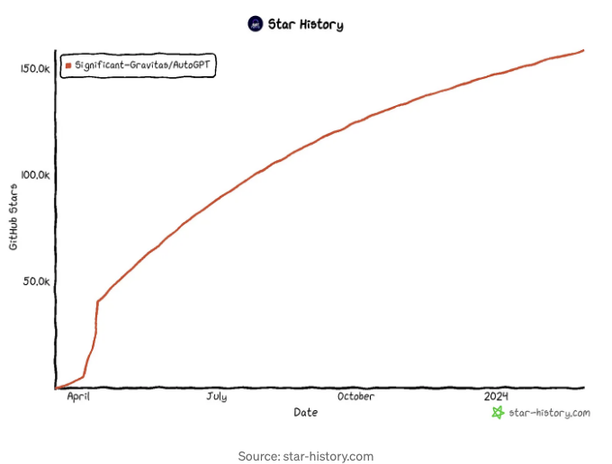 Star History
Significant-Gravitas/AutoGPT
150.0k
100.0k
50.0k
GitHub Stars
April July October 2024
Date
star-history.com
Source: star-history.com